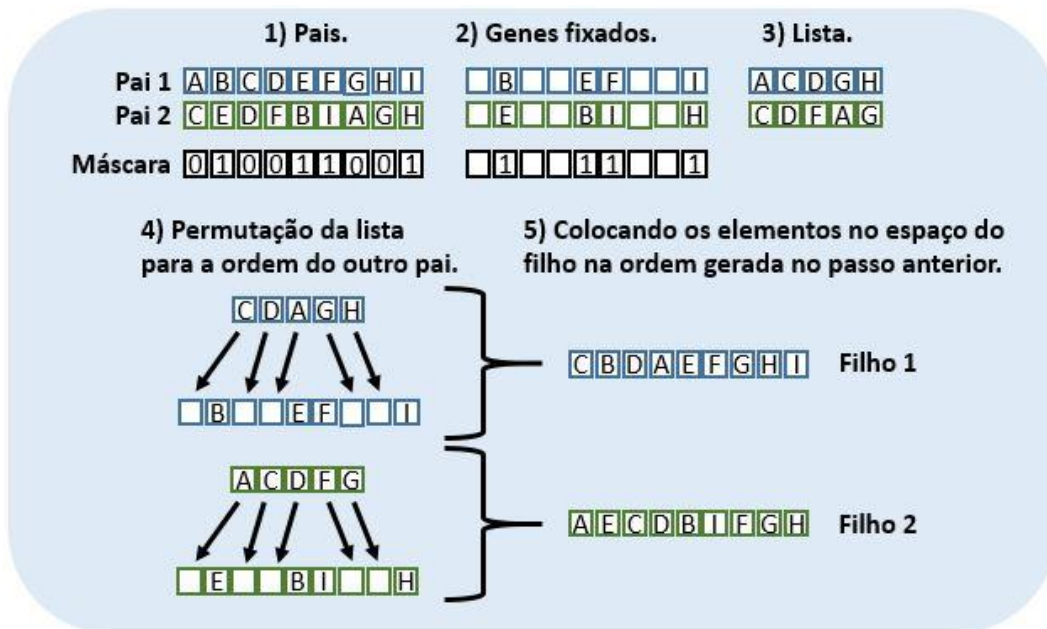 1) Pais.
2) Genes fixados.
3) Lista.
Pai 1 A B C D E F G H I
B E F I
A C D G H
Pai 2 C E D F B I A G H
E B I H
C D F A G
Máscara 0 1 0 0 1 1 0 0 1
1 1 1 1
4) Permutação da lista
para a ordem do outro pai.
5) Colocando os elementos no espaço do
filho na ordem gerada no passo anterior.
C D A G H
B E F I
C B D A E F G H I Filho 1
A C D F G
E B I H
A E C D B I F G H Filho 2